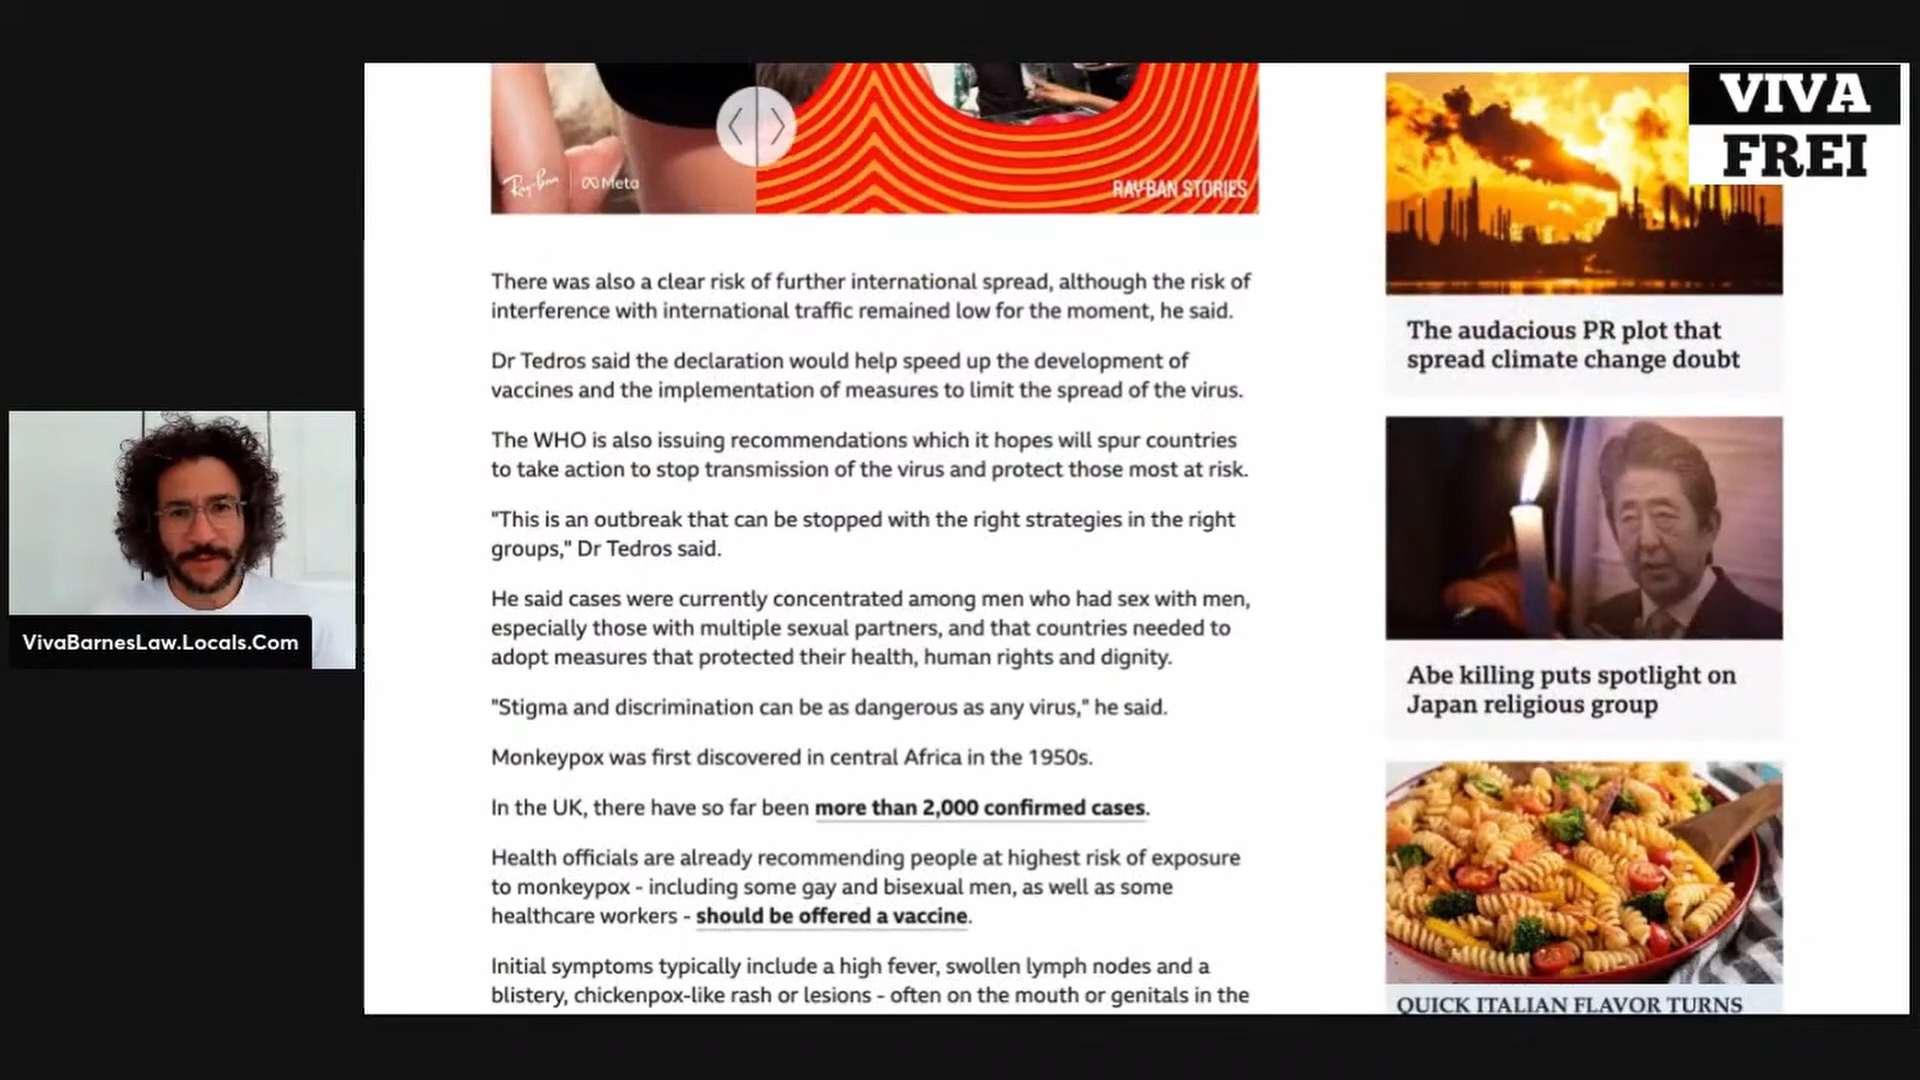 Ray-Ban
Meta
RAY-BAN STORIES
VIVA
FREI
There was also a clear risk of further international spread, although the risk of
interference with international traffic remained low for the moment, he said.
Dr Tedros said the declaration would help speed up the development of
vaccines and the implementation of measures to limit the spread of the virus.
The WHO is also issuing recommendations which it hopes will spur countries
to take action to stop transmission of the virus and protect those most at risk.
"This is an outbreak that can be stopped with the right strategies in the right
groups," Dr Tedros said.
He said cases were currently concentrated among men who had sex with men,
especially those with multiple sexual partners, and that countries needed to
adopt measures that protected their health, human rights and dignity.
"Stigma and discrimination can be as dangerous as any virus," he said.
Monkeypox was first discovered in central Africa in the 1950s.
In the UK, there have so far been more than 2,000 confirmed cases.
Health officials are already recommending people at highest risk of exposure
to monkeypox - including some gay and bisexual men, as well as some
healthcare workers - should be offered a vaccine.
Initial symptoms typically include a high fever, swollen lymph nodes and a
blistery, chickenpox-like rash or lesions - often on the mouth or genitals in the
The audacious PR plot that
spread climate change doubt
Abe killing puts spotlight on
Japan religious group
QUICK ITALIAN FLAVOR TURNS
VivaBarnesLaw.Locals.Com